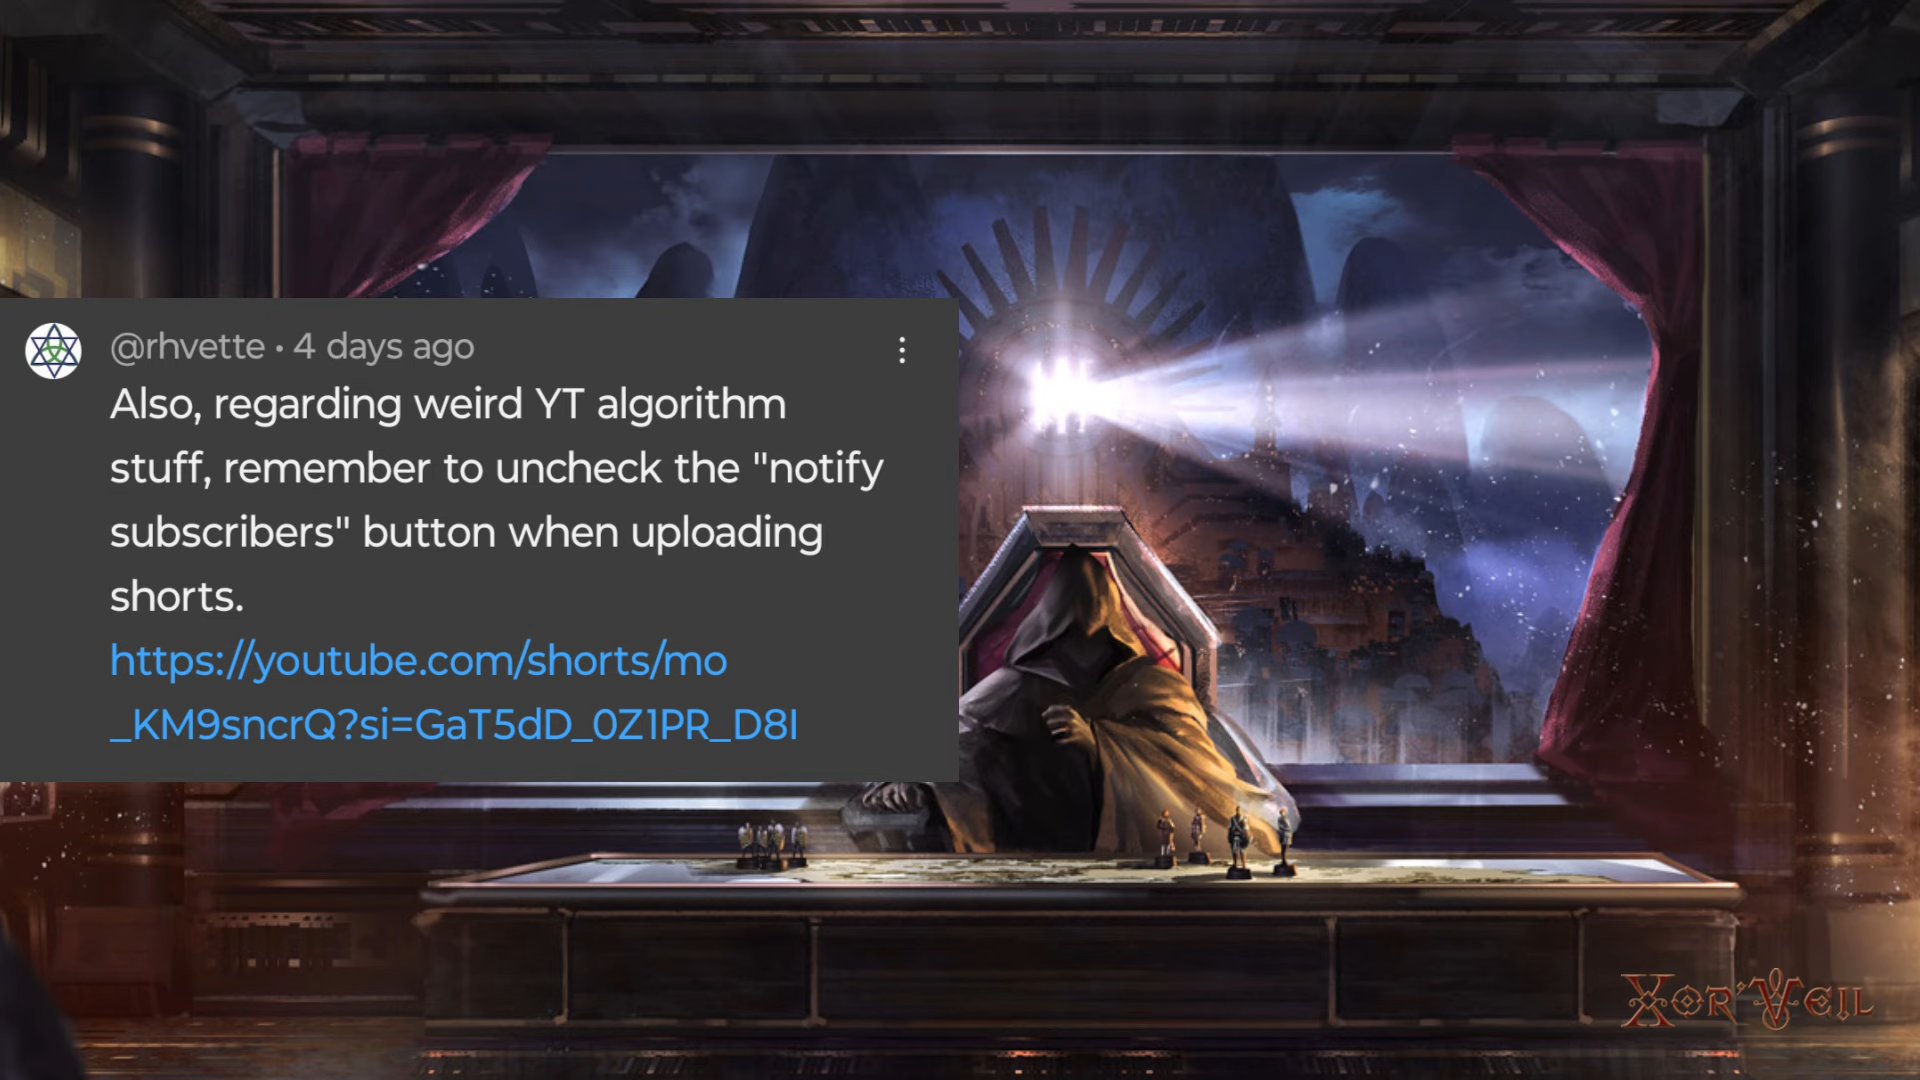 @rhvette • 4 days ago
Also, regarding weird YT algorithm
stuff, remember to uncheck the "notify
subscribers" button when uploading
shorts.
https://youtube.com/shorts/mo
_KM9sncrQ?si=GaT5dD_0Z1PR_D8I
Xor'Veil